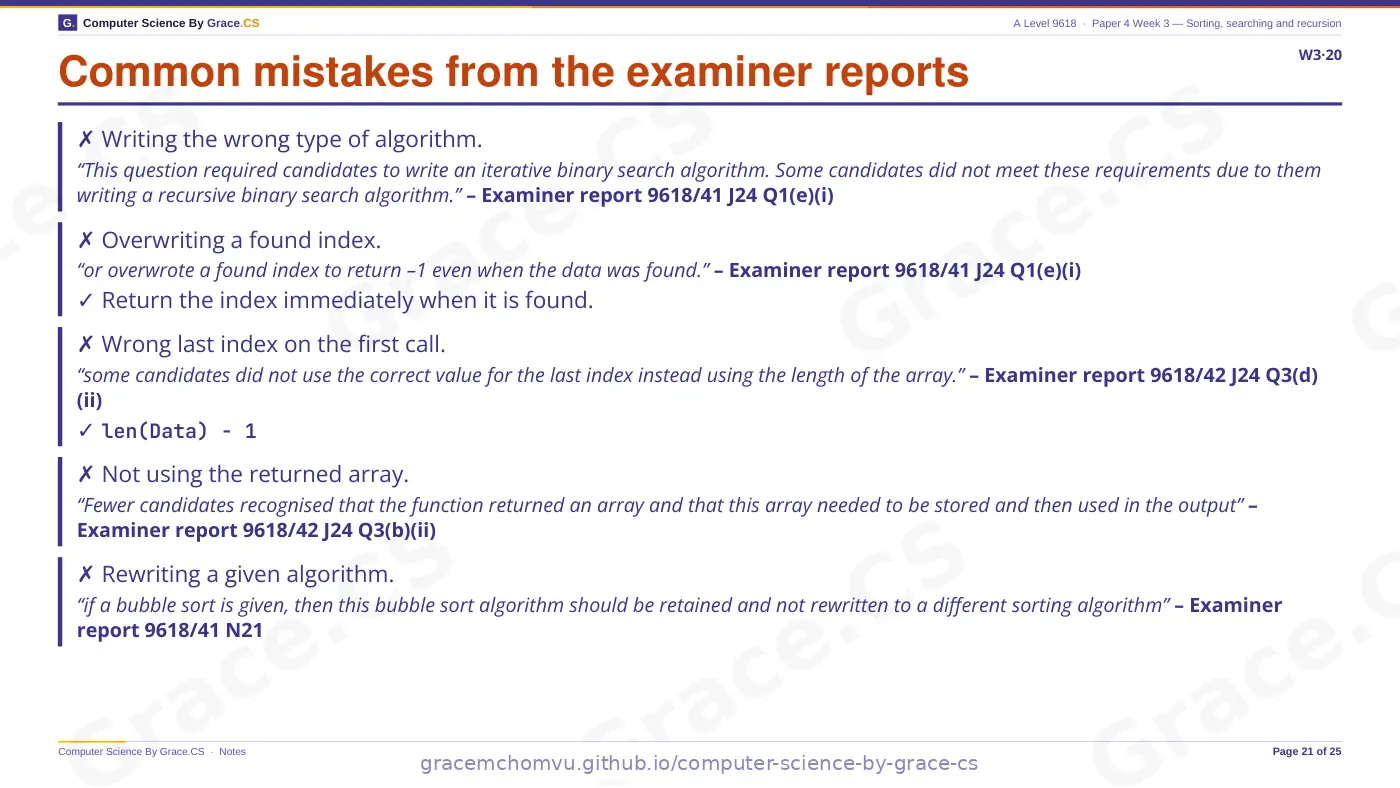 G. Computer Science By Grace.CS
A Level 9618 · Paper 4 Week 3 — Sorting, searching and recursion
Common mistakes from the examiner reports
W3·20
✗ Writing the wrong type of algorithm.
“This question required candidates to write an iterative binary search algorithm. Some candidates did not meet these requirements due to them
writing a recursive binary search algorithm.” – Examiner report 9618/41 J24 Q1(e)(i)
✗ Overwriting a found index.
“or overwrote a found index to return –1 even when the data was found.” – Examiner report 9618/41 J24 Q1(e)(i)
✓ Return the index immediately when it is found.
✗ Wrong last index on the first call.
“some candidates did not use the correct value for the last index instead using the length of the array.” – Examiner report 9618/42 J24 Q3(d)
(ii)
✓ len(Data) - 1
✗ Not using the returned array.
“Fewer candidates recognised that the function returned an array and that this array needed to be stored and then used in the output” –
Examiner report 9618/42 J24 Q3(b)(ii)
✗ Rewriting a given algorithm.
“if a bubble sort is given, then this bubble sort algorithm should be retained and not rewritten to a different sorting algorithm” – Examiner
report 9618/41 N21
Computer Science By Grace.CS · Notes
Page 21 of 25
gracemchomvu.github.io/computer-science-by-grace-cs